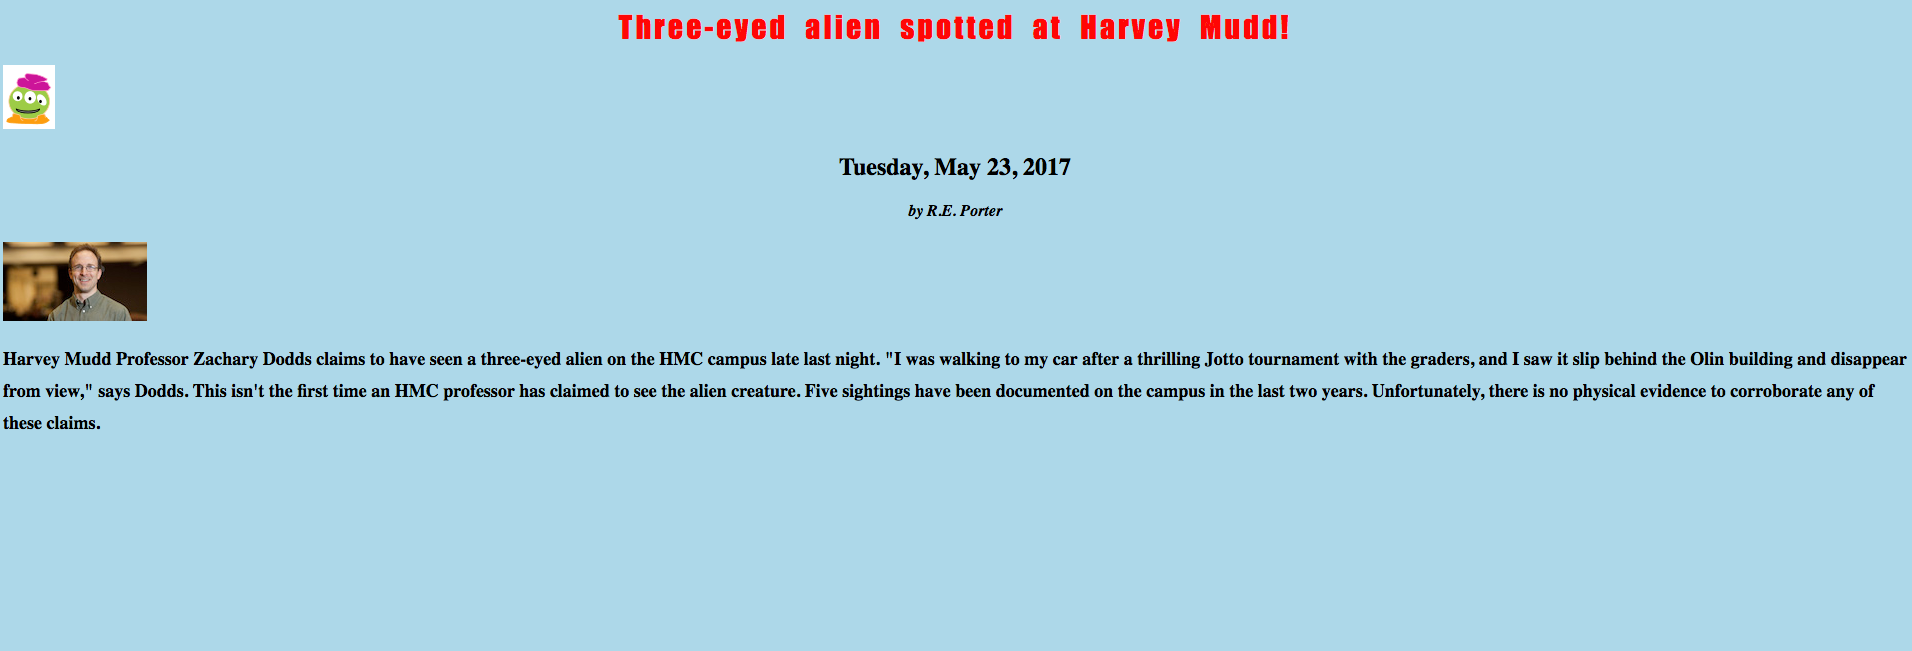 Three-eyed alien spotted at Harvey Mudd!
Tuesday, May 23, 2017
by R.E. Porter
Harvey Mudd Professor Zachary Dodds claims to have seen a three-eyed alien on the HMC campus late last night. "I was walking to my car after a thrilling Jotto tournament with the graders, and I saw it slip behind the Olin building and disappear
from view," says Dodds. This isn't the first time an HMC professor has claimed to see the alien creature. Five sightings have been documented on the campus in the last two years. Unfortunately, there is no physical evidence to corroborate any of
these claims.